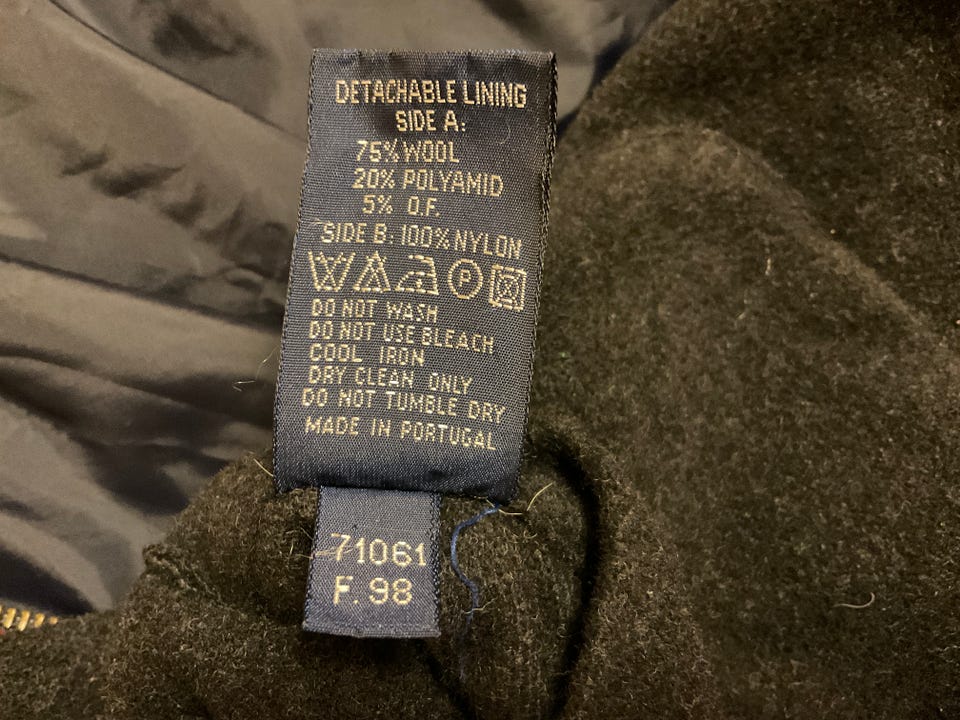 DETACHABLE LINING
SIDE A:
75% WOOL
20% POLYAMID
5% O.F.
SIDE B: 100% NYLON
P
DO NOT WASH
DO NOT USE BLEACH
COOL IRON
DRY CLEAN ONLY
DO NOT TUMBLE DRY
MADE IN PORTUGAL
71061
F. 98